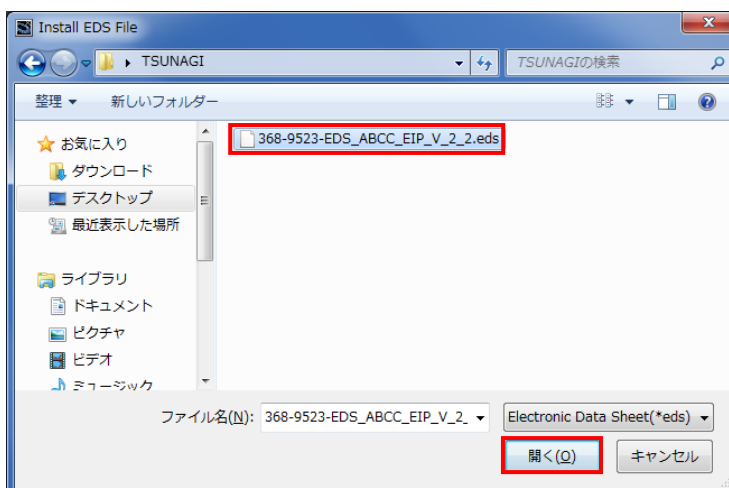 Install EDS File
TSUNAGI
TSUNAGIの検索
整理
新しいフォルダー
お気に入り
ダウンロード
デスクトップ
最近表示した場所
ライブラリ
ドキュメント
ピクチャ
ビデオ
ミュージック
368-9523-EDS_ABCC_EIP_V_2_2.eds
ファイル名(N): 368-9523-EDS_ABCC_EIP_V_2_
Electronic Data Sheet(*eds)
開く(O)
キャンセル